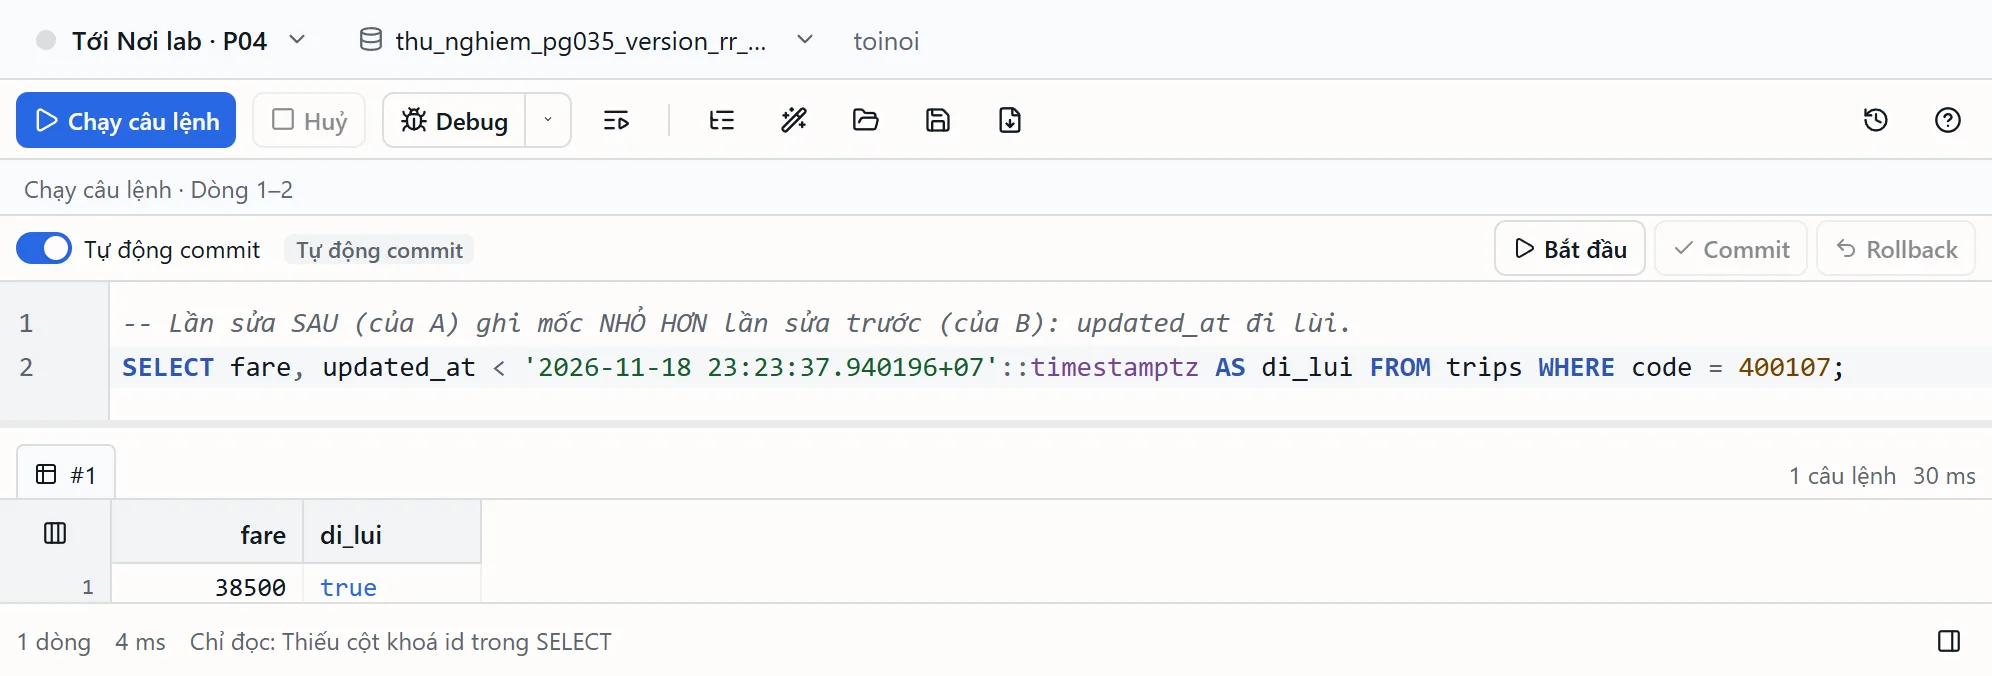 Tới Nơi lab · P04 thu_nghiem_pg035_version_rr_... toinoi
Chạy câu lệnh Huỷ Debug
Chạy câu lệnh · Dòng 1–2
Tự động commit Tự động commit Bắt đầu Commit Rollback
1 -- Lần sửa SAU (của A) ghi mốc NHỎ HƠN lần sửa trước (của B): updated_at đi lùi.
2 SELECT fare, updated_at < '2026-11-18 23:23:37.940196+07'::timestamptz AS di_lui FROM trips WHERE code = 400107;
#1 1 câu lệnh 30 ms
fare di_lui
1 38500 true
1 dòng 4 ms Chỉ đọc: Thiếu cột khoá id trong SELECT